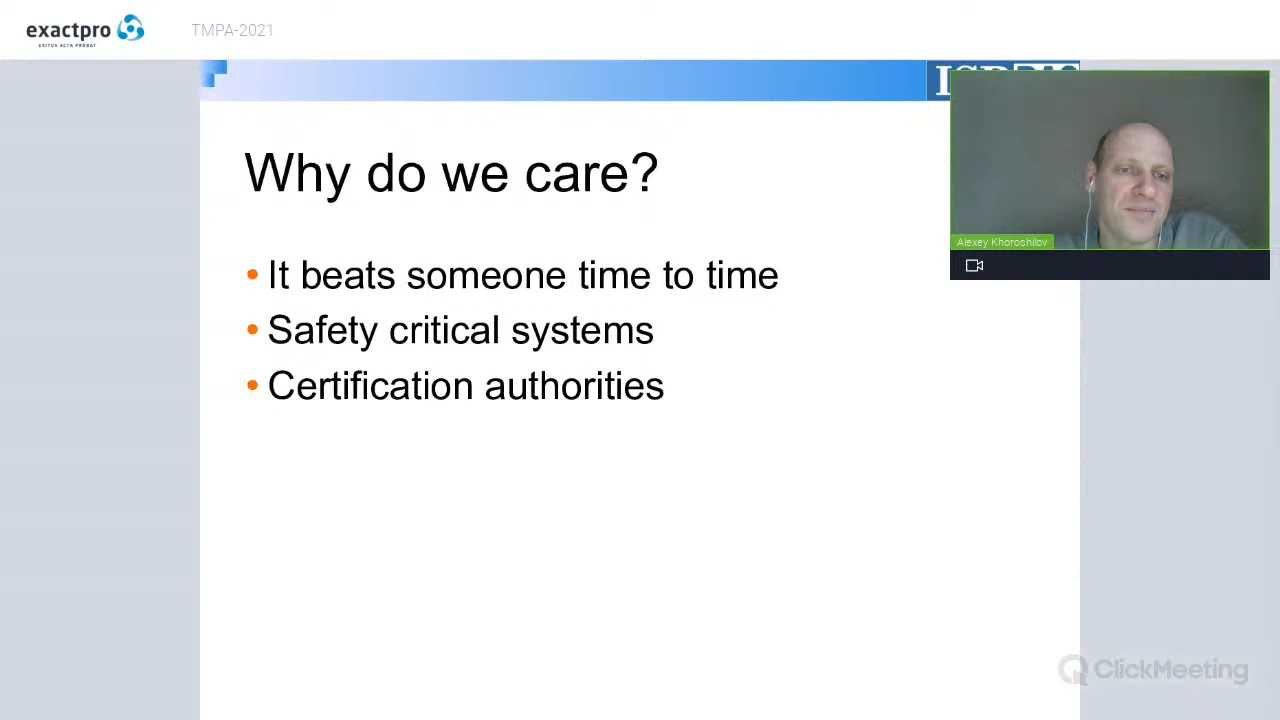 exactpro
EXITUS ACTA PROBAT
TMPA-2021
Why do we care?
Alexey Khoroshilov
• It beats someone time to time
• Safety critical systems
• Certification authorities
ClickMeeting